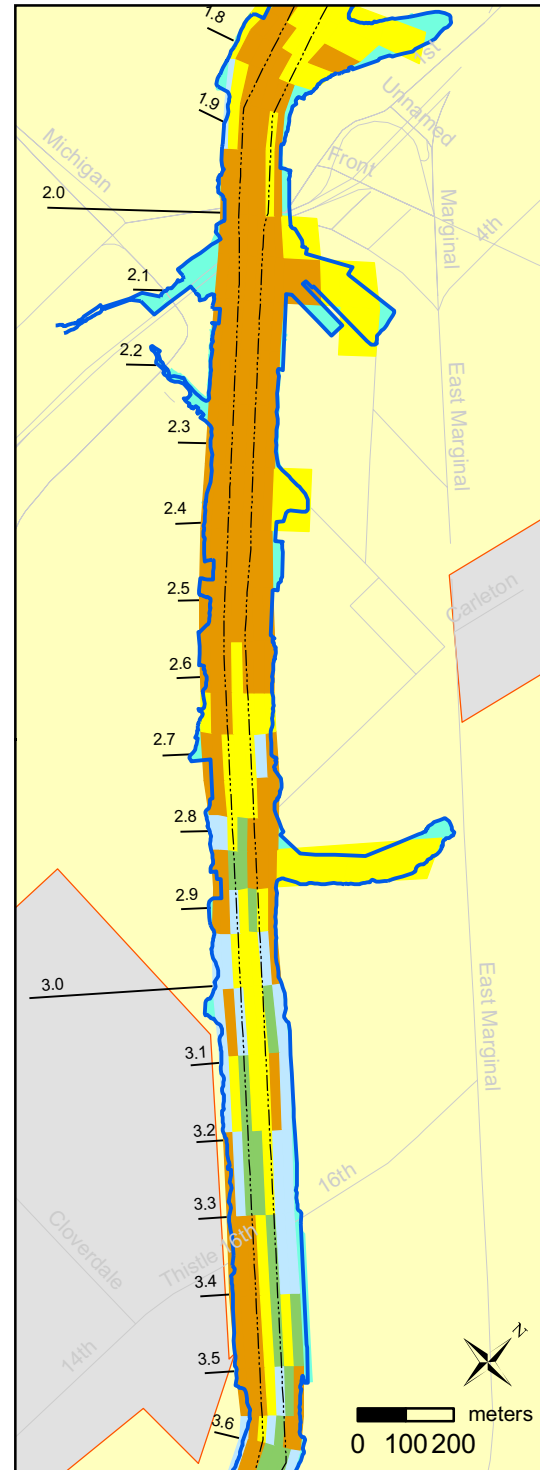 1.8
1st
1.9
Unnamed
Michigan
Front
2.0
Marginal
4th
2.1
2.2
East Marginal
2.3
2.4
2.5
Carleton
2.6
2.7
2.8
2.9
3.0
East Marginal
3.1
3.2
16th
3.3
Cloverdale
Thistle 16th
3.4
14th
3.5
N
3.6
meters
0 100 200